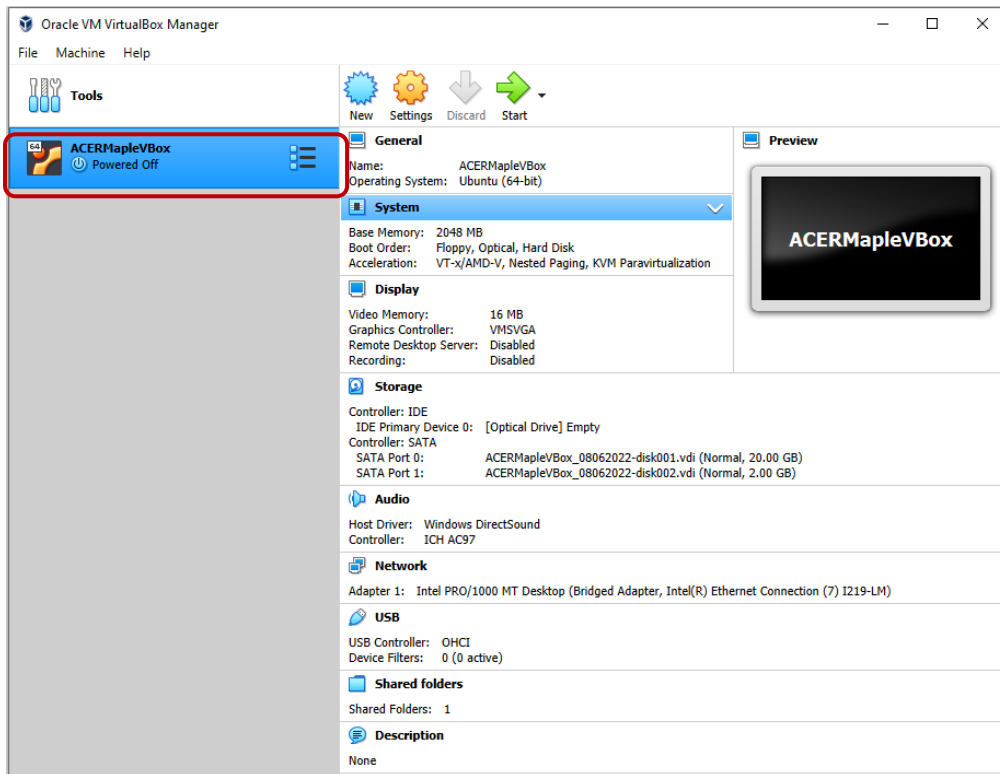 Oracle VM VirtualBox Manager
File Machine Help
Tools
New Settings Discard Start
64
ACERMapleVBox
Powered Off
General
Name: ACERMapleVBox
Operating System: Ubuntu (64-bit)
Preview
ACERMapleVBox
System
Base Memory: 2048 MB
Boot Order: Floppy, Optical, Hard Disk
Acceleration: VT-x/AMD-V, Nested Paging, KVM Paravirtualization
Display
Video Memory: 16 MB
Graphics Controller: VMSVGA
Remote Desktop Server: Disabled
Recording: Disabled
Storage
Controller: IDE
IDE Primary Device 0: [Optical Drive] Empty
Controller: SATA
SATA Port 0: ACERMapleVBox_08062022-disk001.vdi (Normal, 20.00 GB)
SATA Port 1: ACERMapleVBox_08062022-disk002.vdi (Normal, 2.00 GB)
Audio
Host Driver: Windows DirectSound
Controller: ICH AC97
Network
Adapter 1: Intel PRO/1000 MT Desktop (Bridged Adapter, Intel(R) Ethernet Connection (7) I219-LM)
USB
USB Controller: OHCI
Device Filters: 0 (0 active)
Shared folders
Shared Folders: 1
Description
None